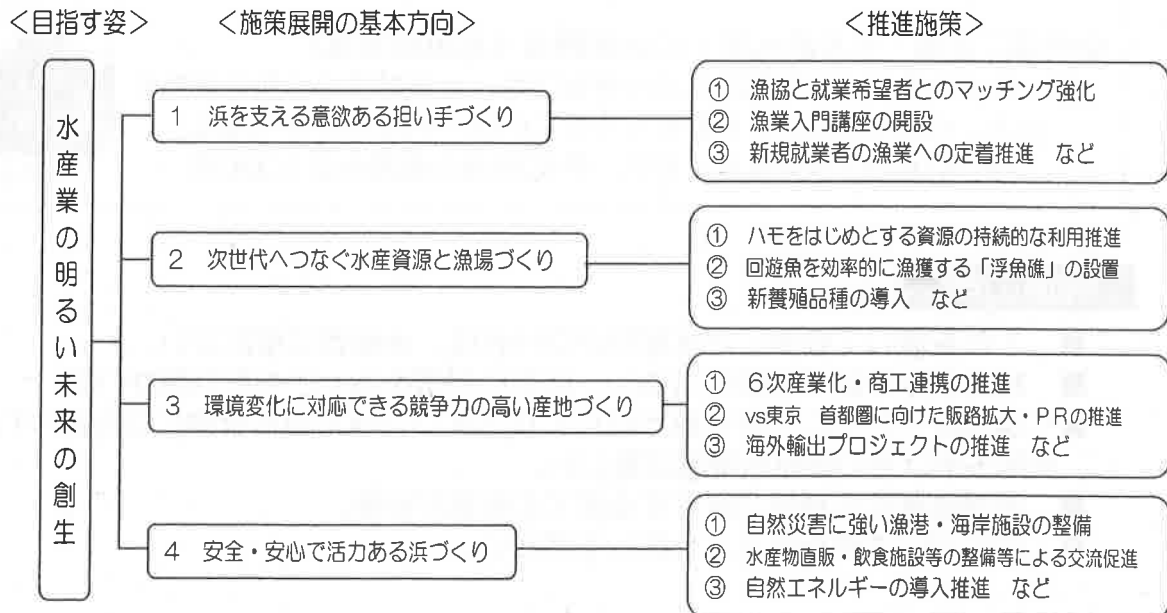 ＜目指す姿＞ ＜施策展開の基本方向＞ ＜推進施策＞
水産業の明るい未来の創生
1 浜を支える意欲ある担い手づくり
① 漁協と就業希望者とのマッチング強化
② 漁業入門講座の開設
③ 新規就業者の漁業への定着推進 など
2 次世代へつなぐ水産資源と漁場づくり
① ハモをはじめとする資源の持続的な利用推進
② 回遊魚を効率的に漁獲する「浮魚礁」の設置
③ 新養殖品種の導入 など
3 環境変化に対応できる競争力の高い産地づくり
① ６次産業化・商工連携の推進
② vs東京 首都圏に向けた販路拡大・ＰＲの推進
③ 海外輸出プロジェクトの推進 など
4 安全・安心で活力ある浜づくり
① 自然災害に強い漁港・海岸施設の整備
② 水産物直販・飲食施設等の整備等による交流促進
③ 自然エネルギーの導入推進 など